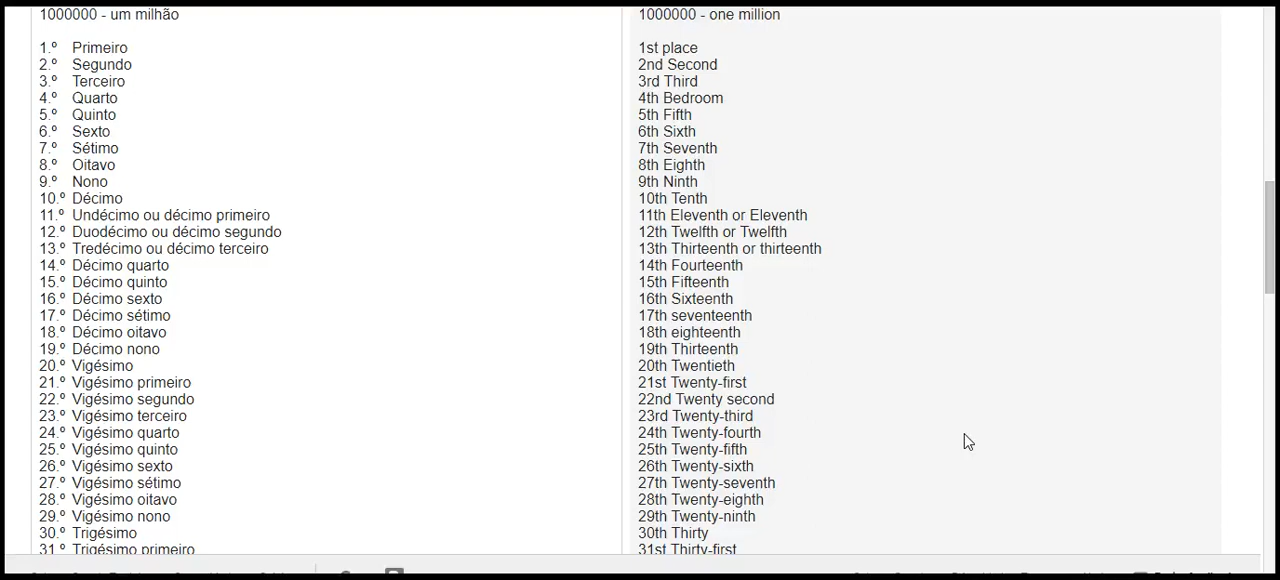 1000000 - um milhão
1.º Primeiro
2.º Segundo
3.º Terceiro
4.º Quarto
5.º Quinto
6.º Sexto
7.º Sétimo
8.º Oitavo
9.º Nono
10.º Décimo
11.º Undécimo ou décimo primeiro
12.º Duodécimo ou décimo segundo
13.º Tredécimo ou décimo terceiro
14.º Décimo quarto
15.º Décimo quinto
16.º Décimo sexto
17.º Décimo sétimo
18.º Décimo oitavo
19.º Décimo nono
20.º Vigésimo
21.º Vigésimo primeiro
22.º Vigésimo segundo
23.º Vigésimo terceiro
24.º Vigésimo quarto
25.º Vigésimo quinto
26.º Vigésimo sexto
27.º Vigésimo sétimo
28.º Vigésimo oitavo
29.º Vigésimo nono
30.º Trigésimo
31.º Trigésimo primeiro
1000000 - one million
1st place
2nd Second
3rd Third
4th Bedroom
5th Fifth
6th Sixth
7th Seventh
8th Eighth
9th Ninth
10th Tenth
11th Eleventh or Eleventh
12th Twelfth or Twelfth
13th Thirteenth or thirteenth
14th Fourteenth
15th Fifteenth
16th Sixteenth
17th seventeenth
18th eighteenth
19th Thirteenth
20th Twentieth
21st Twenty-first
22nd Twenty second
23rd Twenty-third
24th Twenty-fourth
25th Twenty-fifth
26th Twenty-sixth
27th Twenty-seventh
28th Twenty-eighth
29th Twenty-ninth
30th Thirty
31st Thirty-first